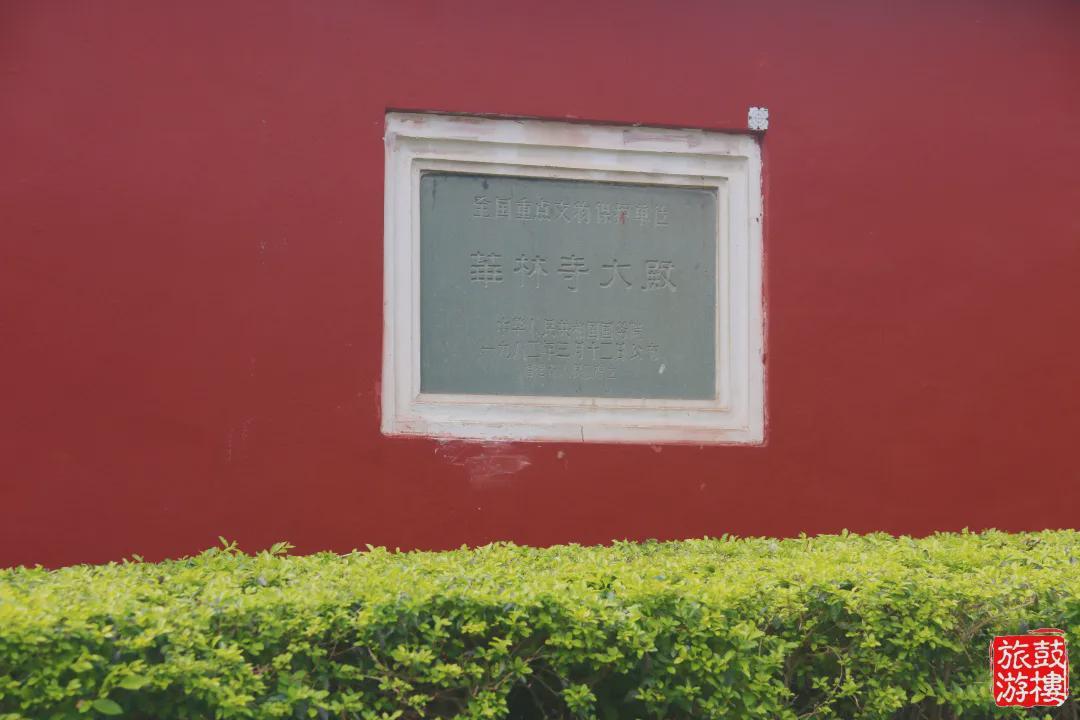 全国重点文物保护单位
華林寺大殿
中华人民共和国国务院
一九八二年二月二十三日公布
鼓樓
旅游